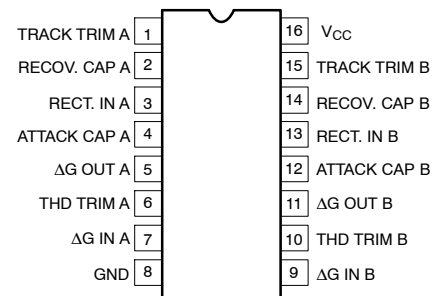 TRACK TRIM A 1 16 VCC
RECOV. CAP A 2 15 TRACK TRIM B
RECT. IN A 3 14 RECOV. CAP B
ATTACK CAP A 4 13 RECT. IN B
ΔG OUT A 5 12 ATTACK CAP B
THD TRIM A 6 11 ΔG OUT B
ΔG IN A 7 10 THD TRIM B
GND 8 9 ΔG IN B